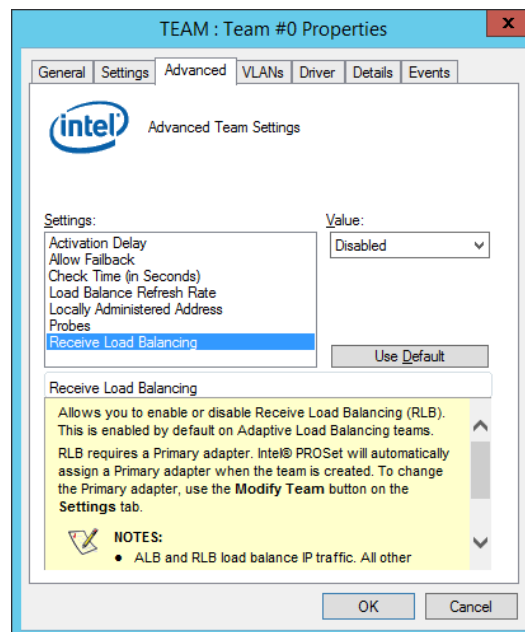 TEAM : Team #0 Properties
x
General Settings Advanced VLANs Driver Details Events
intel
Advanced Team Settings
Settings: Value:
Activation Delay Disabled
Allow Failback
Check Time (in Seconds)
Load Balance Refresh Rate
Locally Administered Address
Probes
Receive Load Balancing
Use Default
Receive Load Balancing
Allows you to enable or disable Receive Load Balancing (RLB).
This is enabled by default on Adaptive Load Balancing teams.
RLB requires a Primary adapter. Intel® PROSet will automatically
assign a Primary adapter when the team is created. To change
the Primary adapter, use the Modify Team button on the
Settings tab.
NOTES:
• ALB and RLB load balance IP traffic. All other
OK Cancel